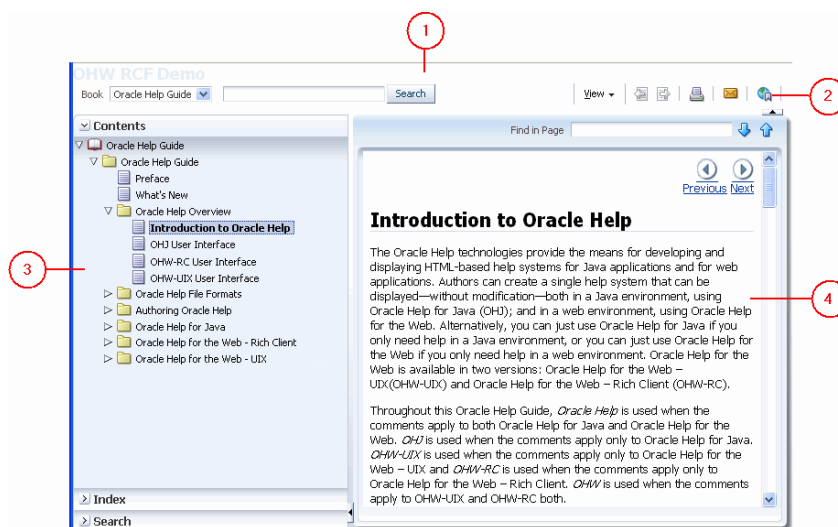 1
OHW RCF Demo
Book Oracle Help Guide Search View
2
Contents
Find in Page
Oracle Help Guide
Oracle Help Guide
Preface
What's New
Oracle Help Overview
Introduction to Oracle Help
OHJ User Interface
OHW-RC User Interface
OHW-UIX User Interface
Oracle Help File Formats
Authoring Oracle Help
Oracle Help for Java
Oracle Help for the Web - Rich Client
Oracle Help for the Web - UIX
3
Index
Search
Previous Next
Introduction to Oracle Help
The Oracle Help technologies provide the means for developing and
displaying HTML-based help systems for Java applications and for web
applications. Authors can create a single help system that can be
displayed—without modification—both in a Java environment, using
Oracle Help for Java (OHJ); and in a web environment, using Oracle Help
for the Web. Alternatively, you can just use Oracle Help for Java if you
only need help in a Java environment, or you can just use Oracle Help for
the Web if you only need help in a web environment. Oracle Help for the
Web is available in two versions: Oracle Help for the Web –
UIX(OHW-UIX) and Oracle Help for the Web – Rich Client (OHW-RC).
4
Throughout this Oracle Help Guide, Oracle Help is used when the
comments apply to both Oracle Help for Java and Oracle Help for the
Web. OHJ is used when the comments apply only to Oracle Help for Java.
OHW-UIX is used when the comments apply only to Oracle Help for the
Web – UIX and OHW-RC is used when the comments apply only to
Oracle Help for the Web – Rich Client. OHW is used when the comments
apply to OHW-UIX and OHW-RC both.